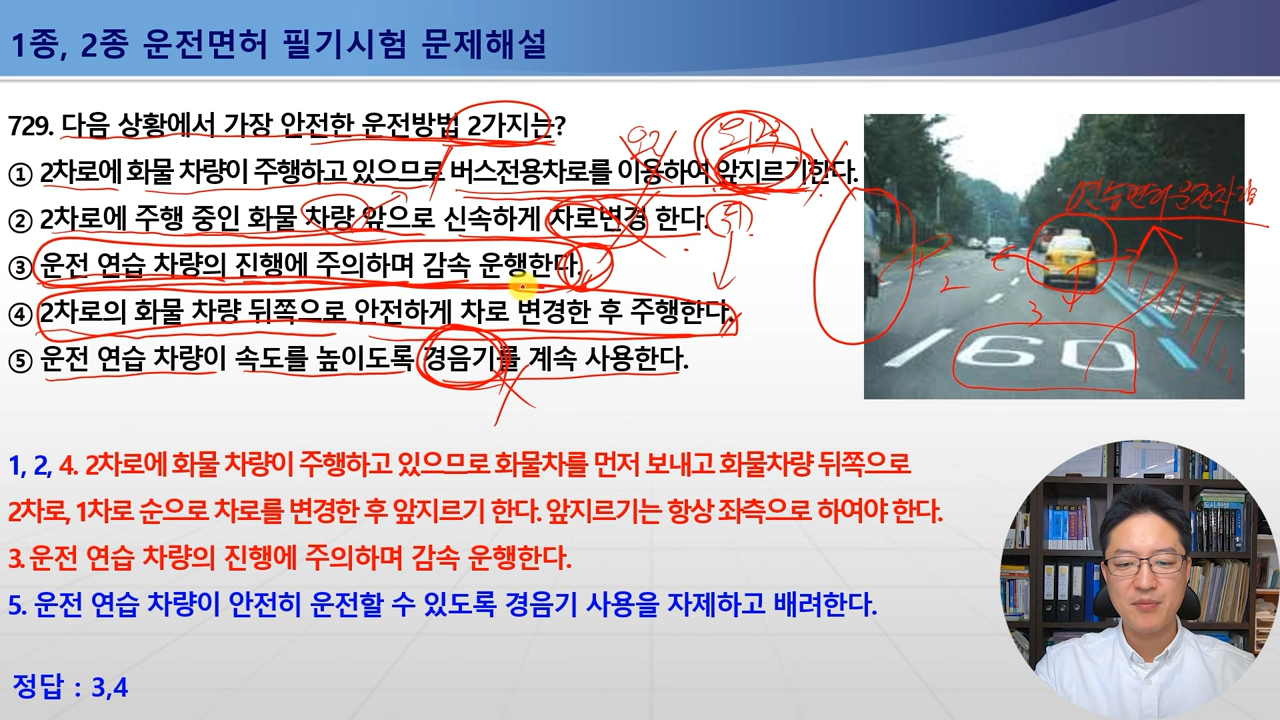 1종, 2종 운전면허 필기시험 문제해설
729. 다음 상황에서 가장 안전한 운전방법 2가지는?
① 2차로에 화물 차량이 주행하고 있으므로 버스전용차로를 이용하여 앞지르기한다.
② 2차로에 주행 중인 화물 차량 앞으로 신속하게 차로변경 한다.
③ 운전 연습 차량의 진행에 주의하며 감속 운행한다.
④ 2차로의 화물 차량 뒤쪽으로 안전하게 차로 변경한 후 주행한다.
⑤ 운전 연습 차량이 속도를 높이도록 경음기를 계속 사용한다.
2
3
60
1, 2, 4. 2차로에 화물 차량이 주행하고 있으므로 화물차를 먼저 보내고 화물차량 뒤쪽으로
2차로, 1차로 순으로 차로를 변경한 후 앞지르기 한다. 앞지르기는 항상 좌측으로 하여야 한다.
3. 운전 연습 차량의 진행에 주의하며 감속 운행한다.
5. 운전 연습 차량이 안전히 운전할 수 있도록 경음기 사용을 자제하고 배려한다.
정답 : 3,4